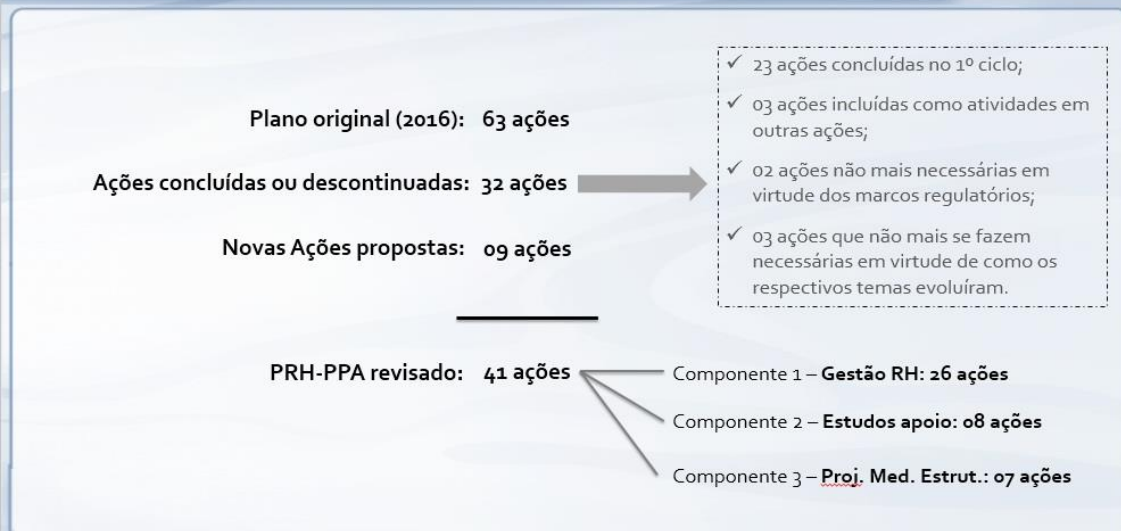 Plano original (2016): 63 ações
Ações concluídas ou descontinuadas: 32 ações
Novas Ações propostas: 09 ações
✓ 23 ações concluídas no 1º ciclo;
✓ 03 ações incluídas como atividades em
outras ações;
✓ 02 ações não mais necessárias em
virtude dos marcos regulatórios;
✓ 03 ações que não mais se fazem
necessárias em virtude de como os
respectivos temas evoluíram.
PRH-PPA revisado: 41 ações
Componente 1 – Gestão RH: 26 ações
Componente 2 – Estudos apoio: 08 ações
Componente 3 – Proj. Med. Estrut.: 07 ações